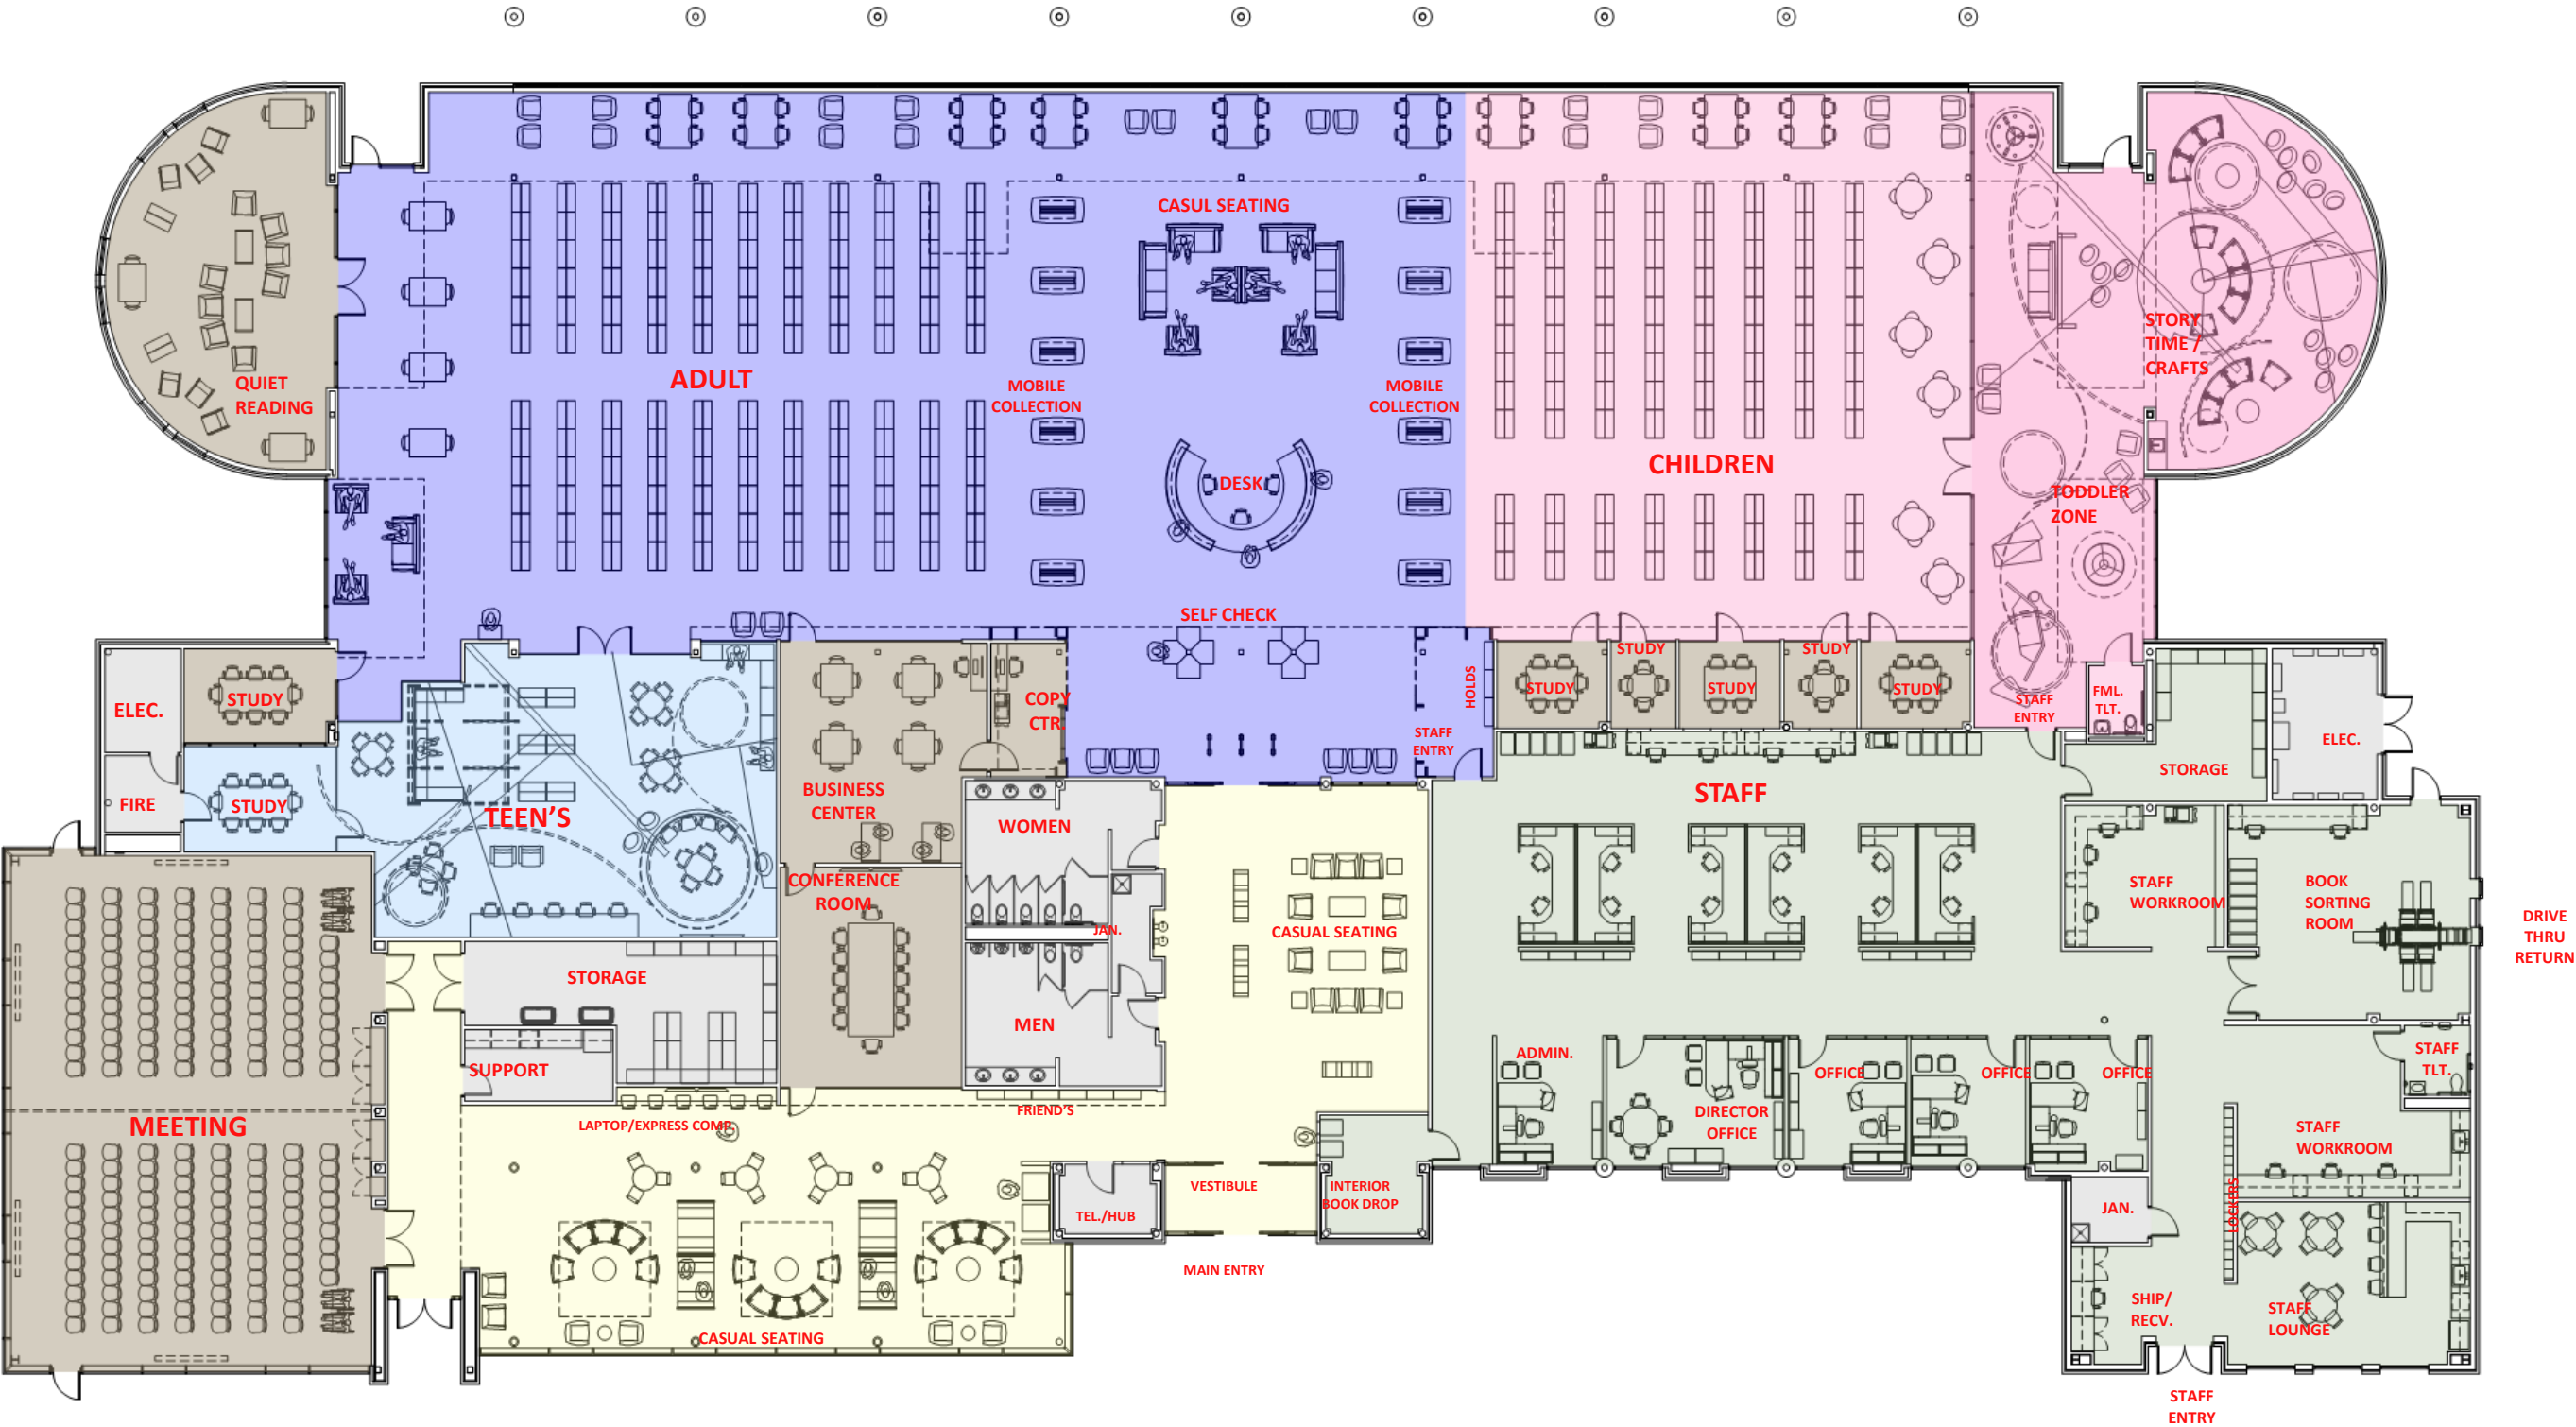 CASUL SEATING
QUIET
READING
ADULT
MOBILE
COLLECTION
MOBILE
COLLECTION
STORY
TIME /
CRAFTS
CHILDREN
DESK
TODDLER
ZONE
SELF CHECK
ELEC.
STUDY
COPY
CTR.
HOLDS
STAFF
ENTRY
STUDY
STUDY
STUDY
STUDY
STUDY
STAFF
ENTRY
FML.
TLT.
ELEC.
STORAGE
FIRE
STUDY
TEEN'S
BUSINESS
CENTER
WOMEN
STAFF
CONFERENCE
ROOM
JAN.
CASUAL SEATING
STAFF
WORKROOM
BOOK
SORTING
ROOM
DRIVE
THRU
RETURN
STORAGE
MEN
SUPPORT
ADMIN.
OFFICE
OFFICE
OFFICE
STAFF
TLT.
MEETING
LAPTOP/EXPRESS COMP.
FRIEND'S
DIRECTOR
OFFICE
STAFF
WORKROOM
TEL./HUB
VESTIBULE
INTERIOR
BOOK DROP
JAN.
LOCKERS
MAIN ENTRY
CASUAL SEATING
SHIP/
RECV.
STAFF
LOUNGE
STAFF
ENTRY